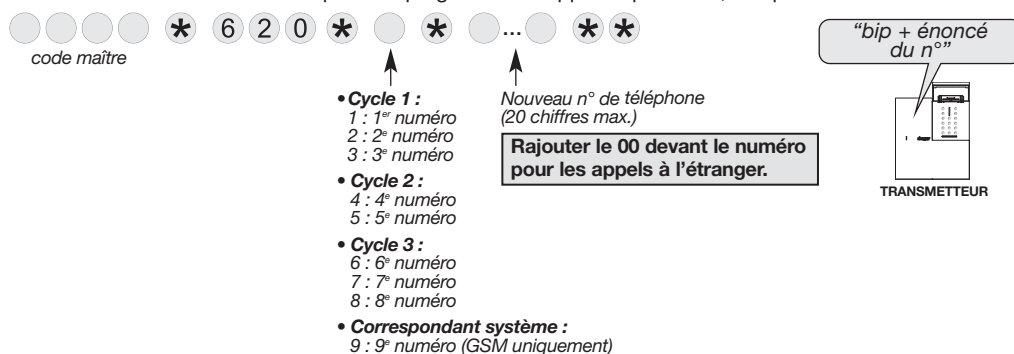 * 6 2 0 * * ... * *
code maître
• Cycle 1 :
1 : 1er numéro
2 : 2e numéro
3 : 3e numéro
• Cycle 2 :
4 : 4e numéro
5 : 5e numéro
• Cycle 3 :
6 : 6e numéro
7 : 7e numéro
8 : 8e numéro
• Correspondant système :
9 : 9e numéro (GSM uniquement)
Nouveau n° de téléphone
(20 chiffres max.)
Rajouter le 00 devant le numéro
pour les appels à l’étranger.
“bip + énoncé
du n°”
TRANSMETTEUR